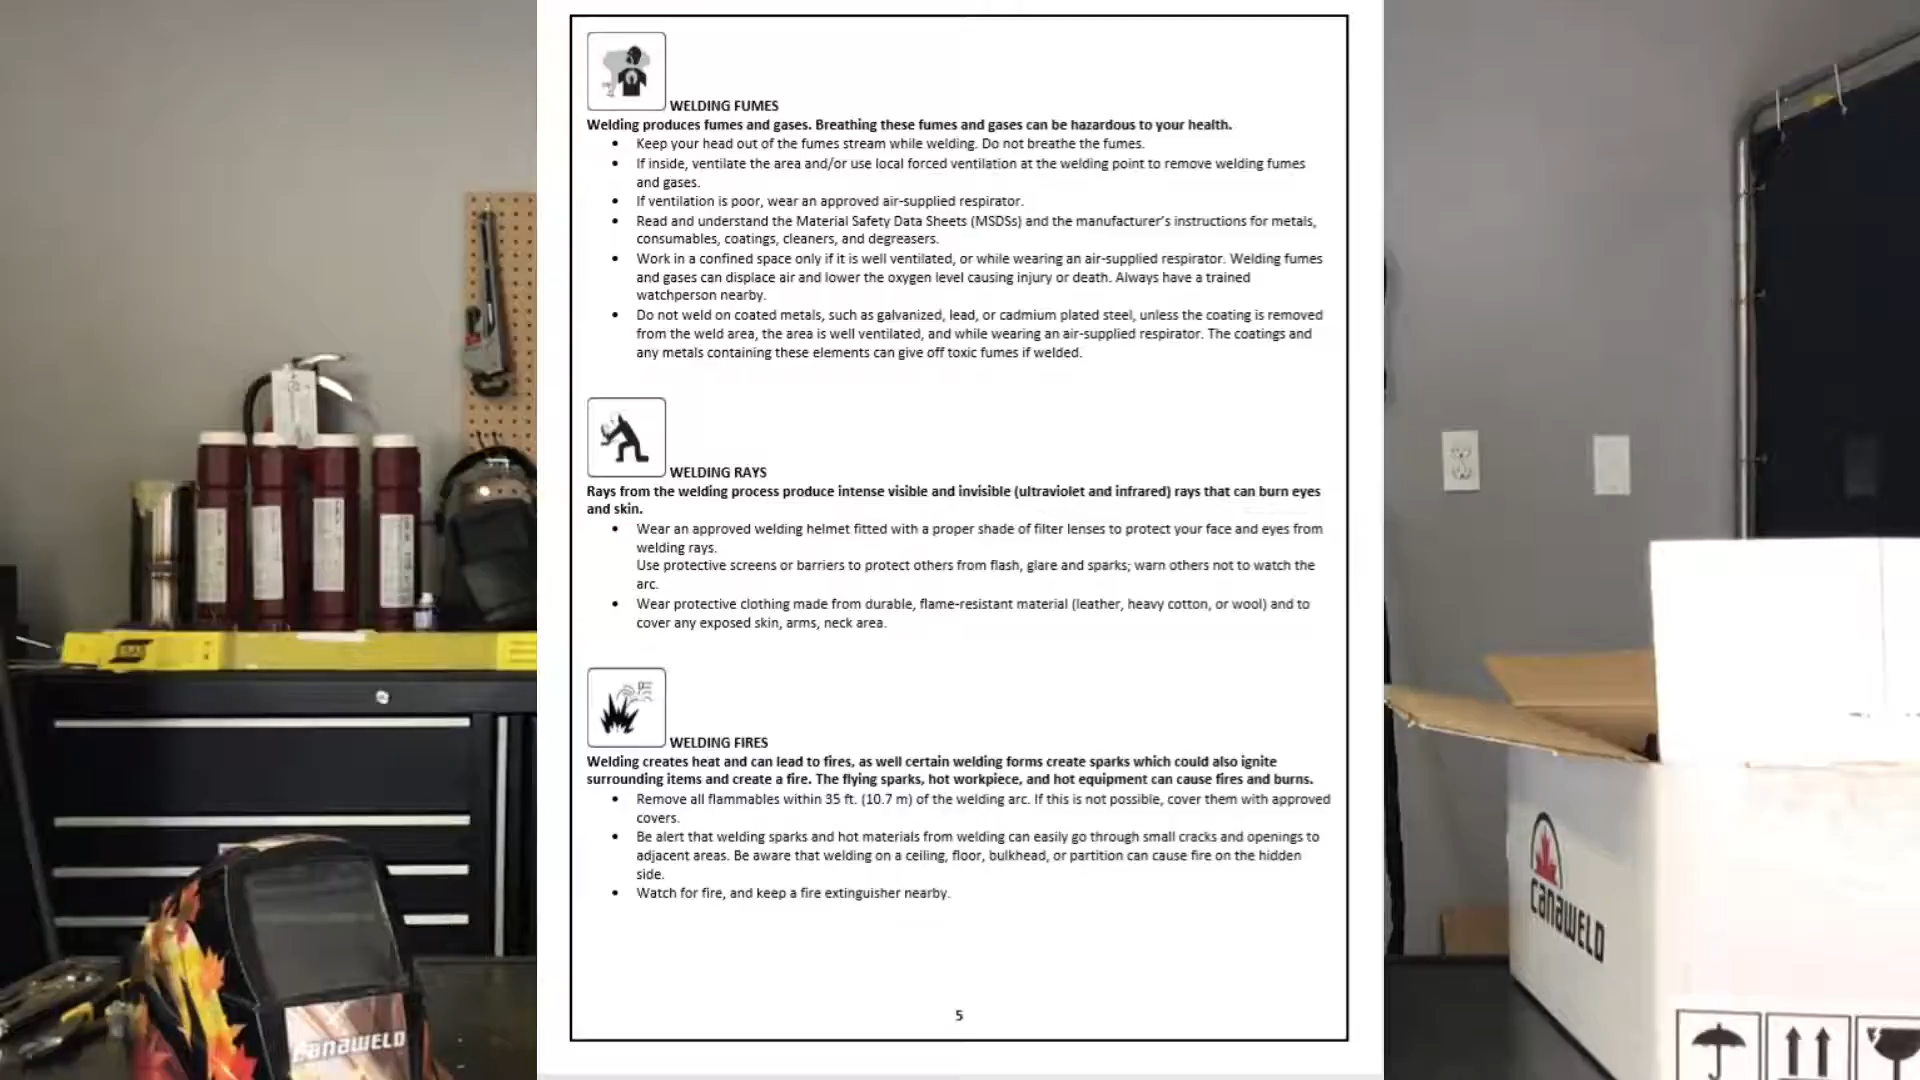 WELDING FUMES
Welding produces fumes and gases. Breathing these fumes and gases can be hazardous to your health.
• Keep your head out of the fumes stream while welding. Do not breathe the fumes.
• If inside, ventilate the area and/or use local forced ventilation at the welding point to remove welding fumes
and gases.
• If ventilation is poor, wear an approved air-supplied respirator.
• Read and understand the Material Safety Data Sheets (MSDSs) and the manufacturer's instructions for metals,
consumables, coatings, cleaners, and degreasers.
• Work in a confined space only if it is well ventilated, or while wearing an air-supplied respirator. Welding fumes
and gases can displace air and lower the oxygen level causing injury or death. Always have a trained
watchperson nearby.
• Do not weld on coated metals, such as galvanized, lead, or cadmium plated steel, unless the coating is removed
from the weld area, the area is well ventilated, and while wearing an air-supplied respirator. The coatings and
any metals containing these elements can give off toxic fumes if welded.
WELDING RAYS
Rays from the welding process produce intense visible and invisible (ultraviolet and infrared) rays that can burn eyes
and skin.
• Wear an approved welding helmet fitted with a proper shade of filter lenses to protect your face and eyes from
welding rays.
Use protective screens or barriers to protect others from flash, glare and sparks; warn others not to watch the
arc.
• Wear protective clothing made from durable, flame-resistant material (leather, heavy cotton, or wool) and to
cover any exposed skin, arms, neck area.
WELDING FIRES
Welding creates heat and can lead to fires, as well certain welding forms create sparks which could also ignite
surrounding items and create a fire. The flying sparks, hot workpiece, and hot equipment can cause fires and burns.
• Remove all flammables within 35 ft. (10.7 m) of the welding arc. If this is not possible, cover them with approved
covers.
• Be alert that welding sparks and hot materials from welding can easily go through small cracks and openings to
adjacent areas. Be aware that welding on a ceiling, floor, bulkhead, or partition can cause fire on the hidden
side.
• Watch for fire, and keep a fire extinguisher nearby.
5
ESAB
CANAWELD
CANAWELD